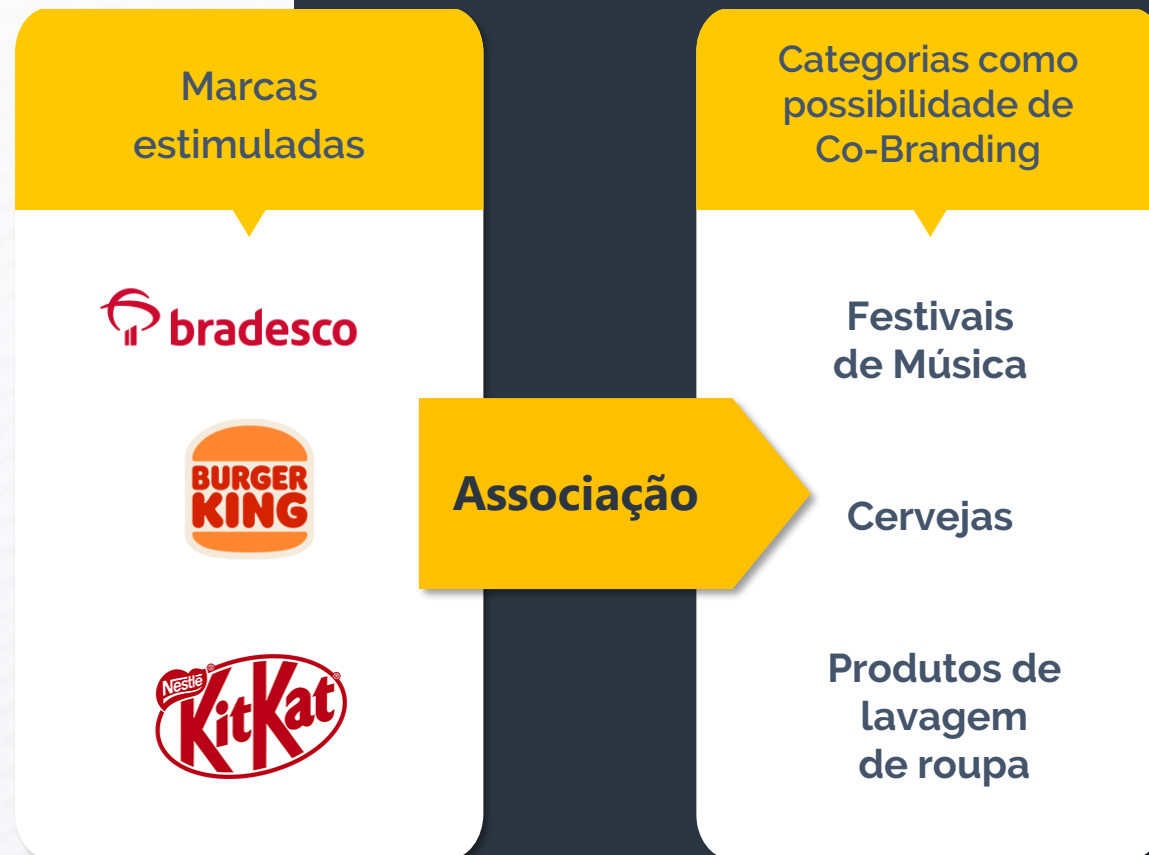 Marcas
estimuladas
bradesco
BURGER
KING
Nestlé
KitKat
Associação
Categorias como
possibilidade de
Co-Branding
Festivais
de Música
Cervejas
Produtos de
lavagem
de roupa